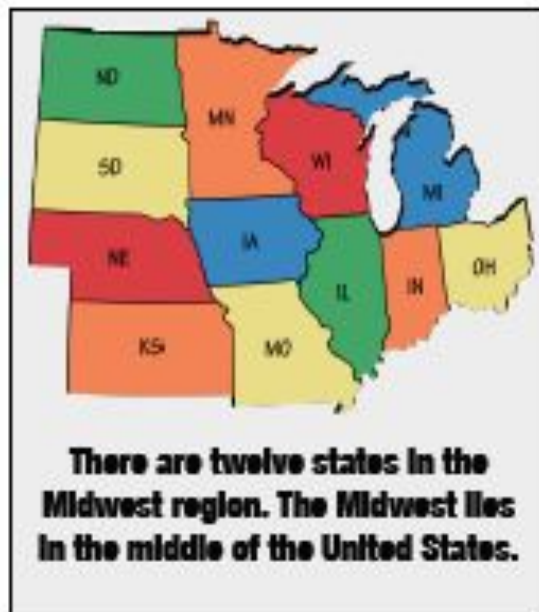 ND
MN
SD
WI
MI
NE
IA
IL
IN
OH
KS
MO
There are twelve states in the
Midwest region. The Midwest lies
in the middle of the United States.